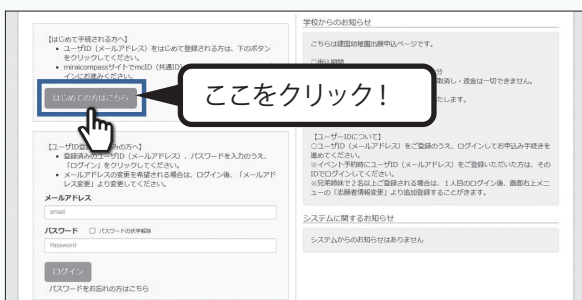 【はじめて手続される方へ】
• ユーザID（メールアドレス）をはじめて登録される方は、下のボタン
をクリックしてください。
• miraicompassサイトでmcID（共通ID）
インにお進みください。
はじめての方はこちら
ここをクリック！
【ユーザID登 みの方へ】
• 登録済みのユーザID（メールアドレス）、パスワードを入力のうえ、
「ログイン」をクリックしてください。
• メールアドレスの変更を希望される場合は、ログイン後、「メールアド
レス変更」より変更してください。
メールアドレス
email
パスワード パスワードの伏字解除
Password
ログイン
パスワードをお忘れの方はこちら
学校からのお知らせ
こちらは建国幼稚園出願申込ページです。
□申込期間
分
取消し・返金は一切できません。
たします。
【ユーザーIDについて】
○ユーザID（メールアドレス）をご登録のうえ、ログインしてお申込み手続きを
進めてください。
※イベント予約時にユーザID（メールアドレス）をご登録いただいた方は、その
IDでログインしてください。
※兄弟姉妹で２名以上ご登録される場合は、１人目のログイン後、画面右上メニ
ューの「志願者情報変更」より追加登録することができます。
システムに関するお知らせ
システムからのお知らせはありません